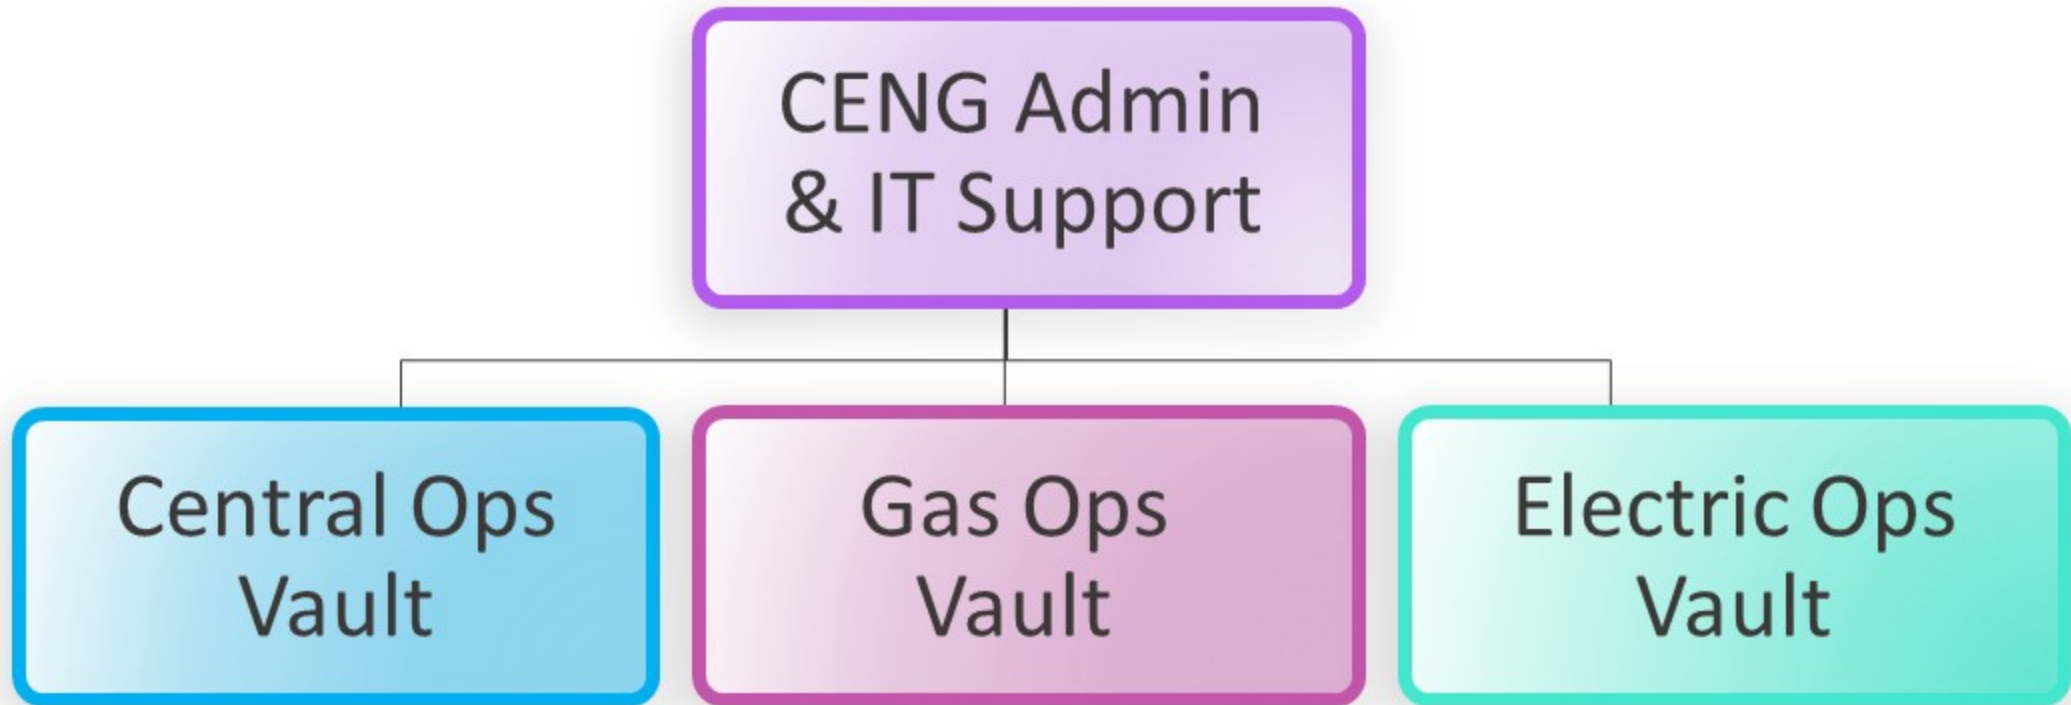 CENG Admin
& IT Support
Central Ops
Vault
Gas Ops
Vault
Electric Ops
Vault